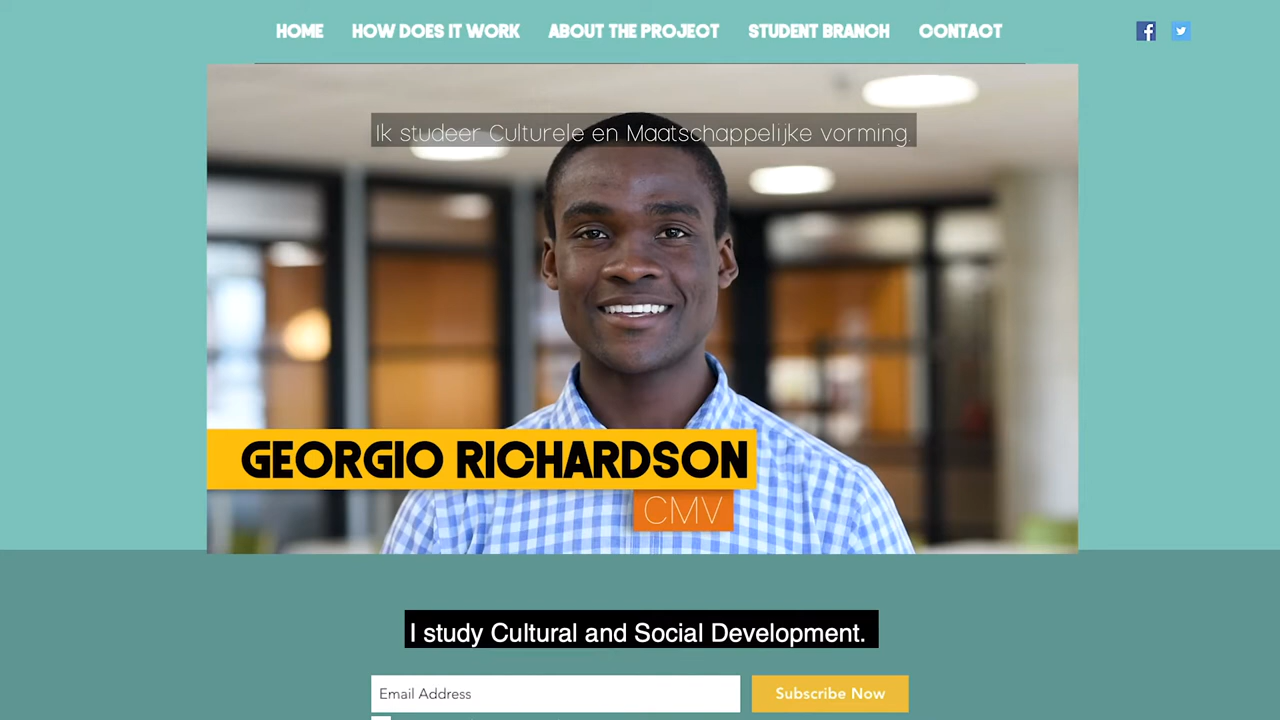 HOME HOW DOES IT WORK ABOUT THE PROJECT STUDENT BRANCH CONTACT
Ik studeer Culturele en Maatschappelijke vorming.
GEORGIO RICHARDSON
CMV
I study Cultural and Social Development.
Email Address Subscribe Now